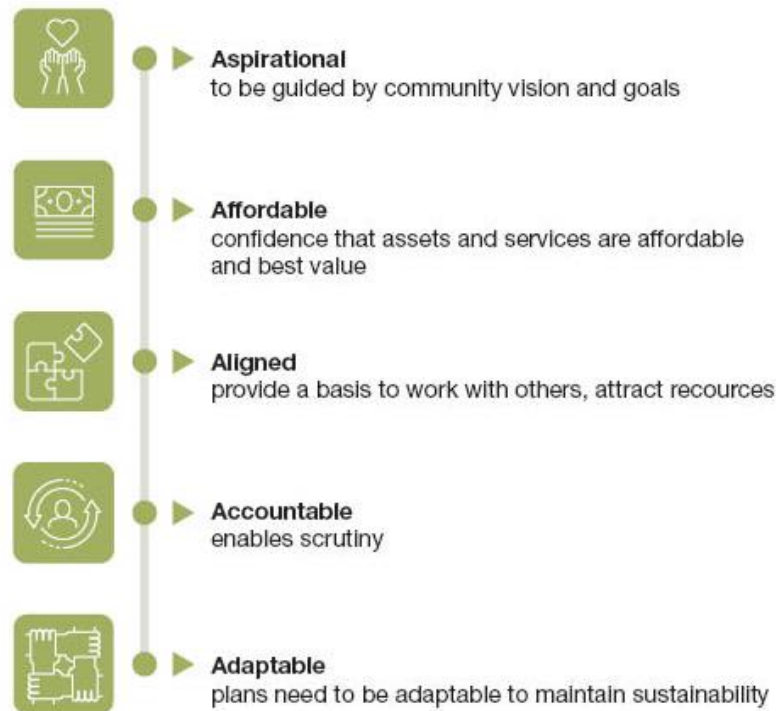 Aspirational
to be guided by community vision and goals
Affordable
confidence that assets and services are affordable
and best value
Aligned
provide a basis to work with others, attract recources
Accountable
enables scrutiny
Adaptable
plans need to be adaptable to maintain sustainability